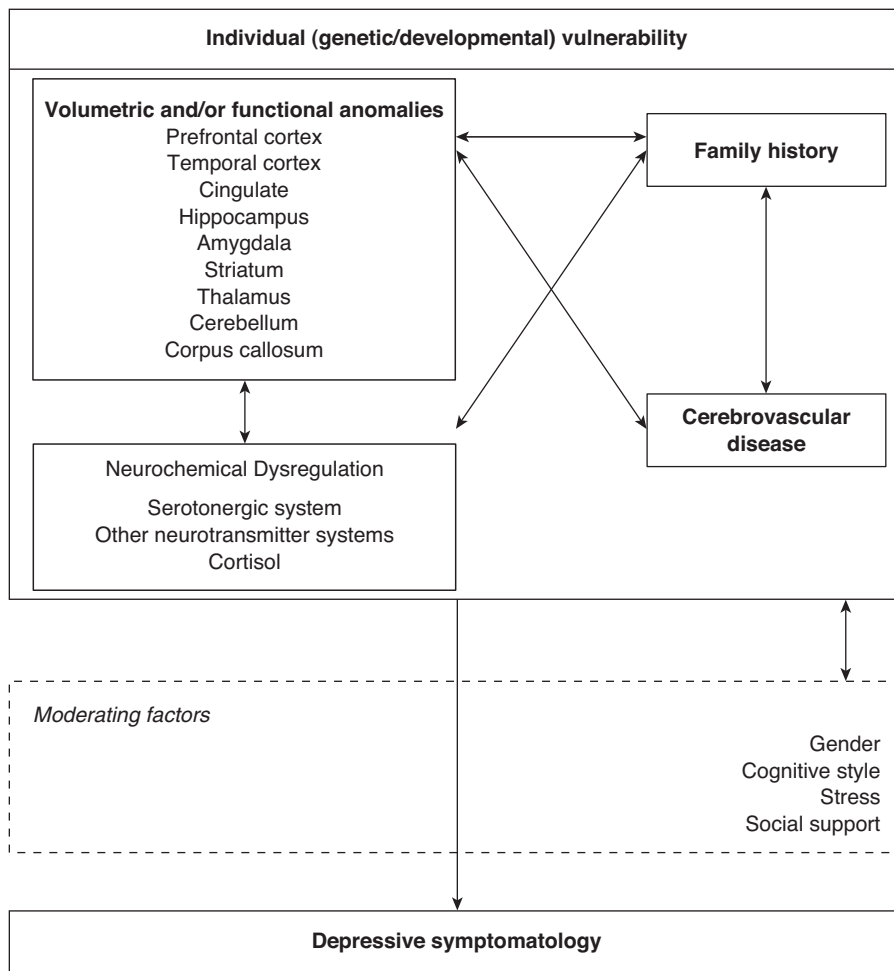 Individual (genetic/developmental) vulnerability
Volumetric and/or functional anomalies
Prefrontal cortex
Temporal cortex
Cingulate
Hippocampus
Amygdala
Striatum
Thalamus
Cerebellum
Corpus callosum
Family history
Cerebrovascular
disease
Neurochemical Dysregulation
Serotonergic system
Other neurotransmitter systems
Cortisol
Moderating factors
Gender
Cognitive style
Stress
Social support
Depressive symptomatology